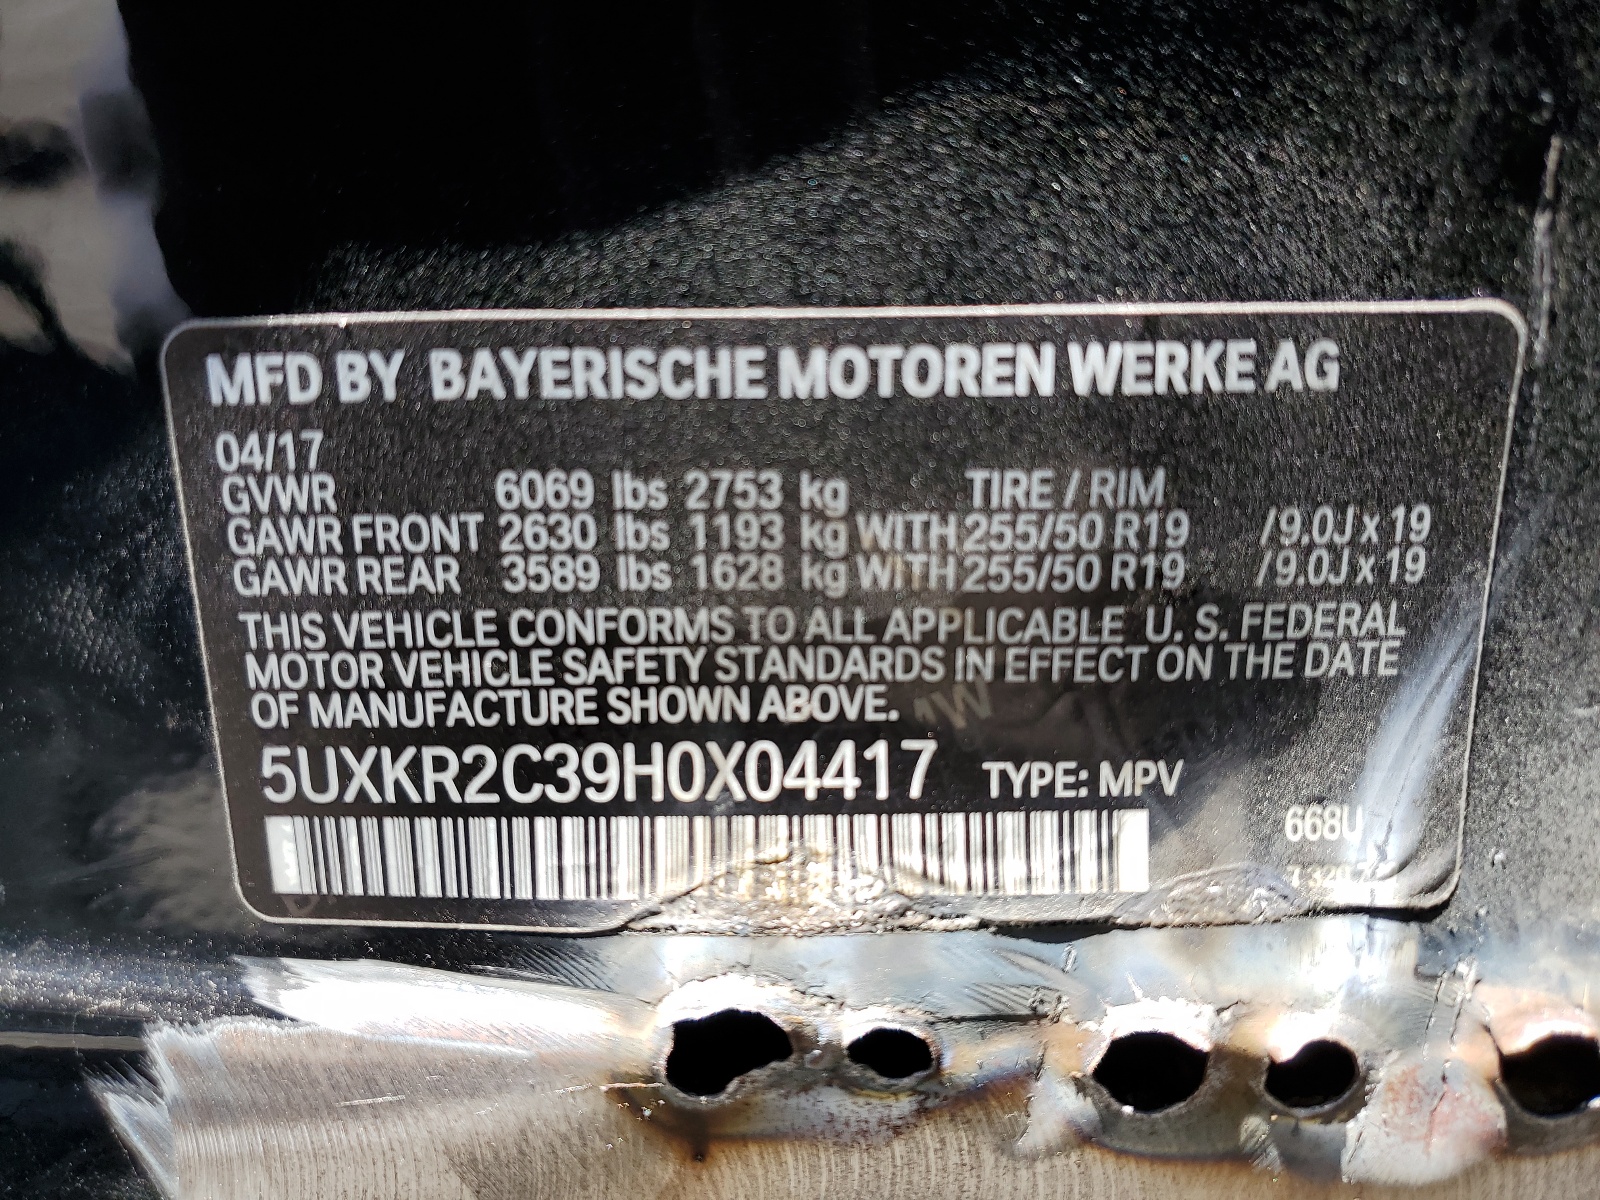 MFD BY BAYERISCHE MOTOREN WERKE AG
04/17
GVWR 6069 lbs 2753 kg TIRE / RIM
GAWR FRONT 2630 lbs 1193 kg WITH 255/50 R19 /9.0J x 19
GAWR REAR 3589 lbs 1628 kg WITH 255/50 R19 /9.0J x 19
THIS VEHICLE CONFORMS TO ALL APPLICABLE U. S. FEDERAL
MOTOR VEHICLE SAFETY STANDARDS IN EFFECT ON THE DATE
OF MANUFACTURE SHOWN ABOVE.
5UXKR2C39H0X04417 TYPE: MPV
668U